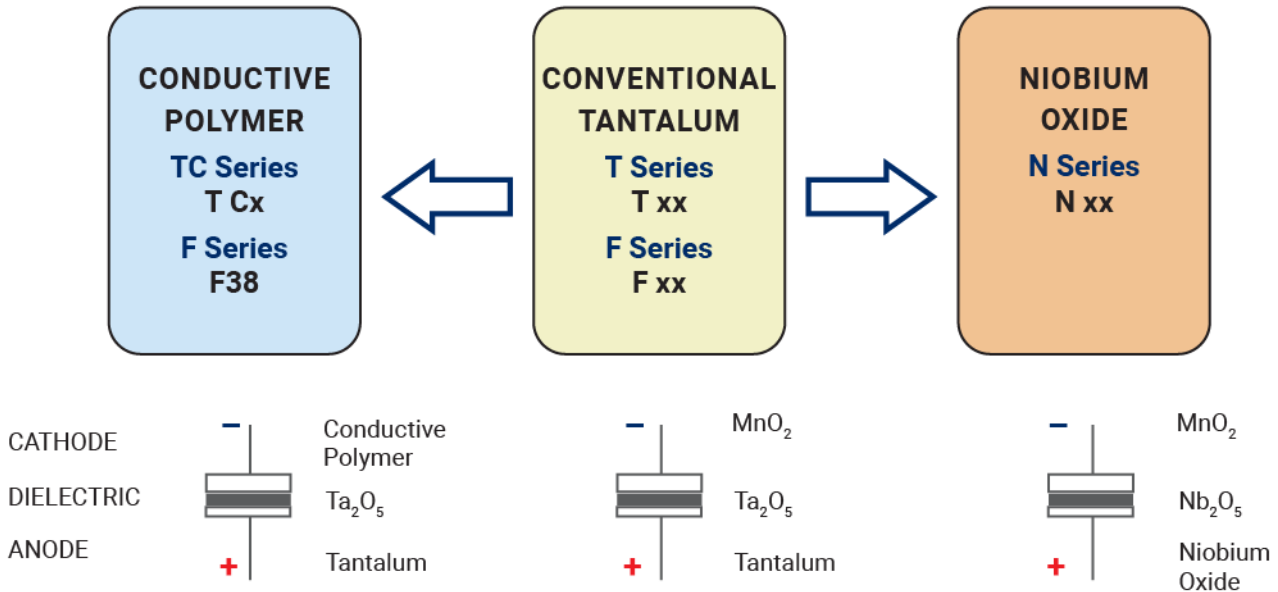 CONDUCTIVE
POLYMER
TC Series
T Cx
F Series
F38
CONVENTIONAL
TANTALUM
T Series
T xx
F Series
F xx
NIOBIUM
OXIDE
N Series
N xx
CATHODE
DIELECTRIC
ANODE
−
Conductive
Polymer
Ta₂O₅
+
Tantalum
−
MnO₂
Ta₂O₅
+
Tantalum
−
MnO₂
Nb₂O₅
+
Niobium
Oxide